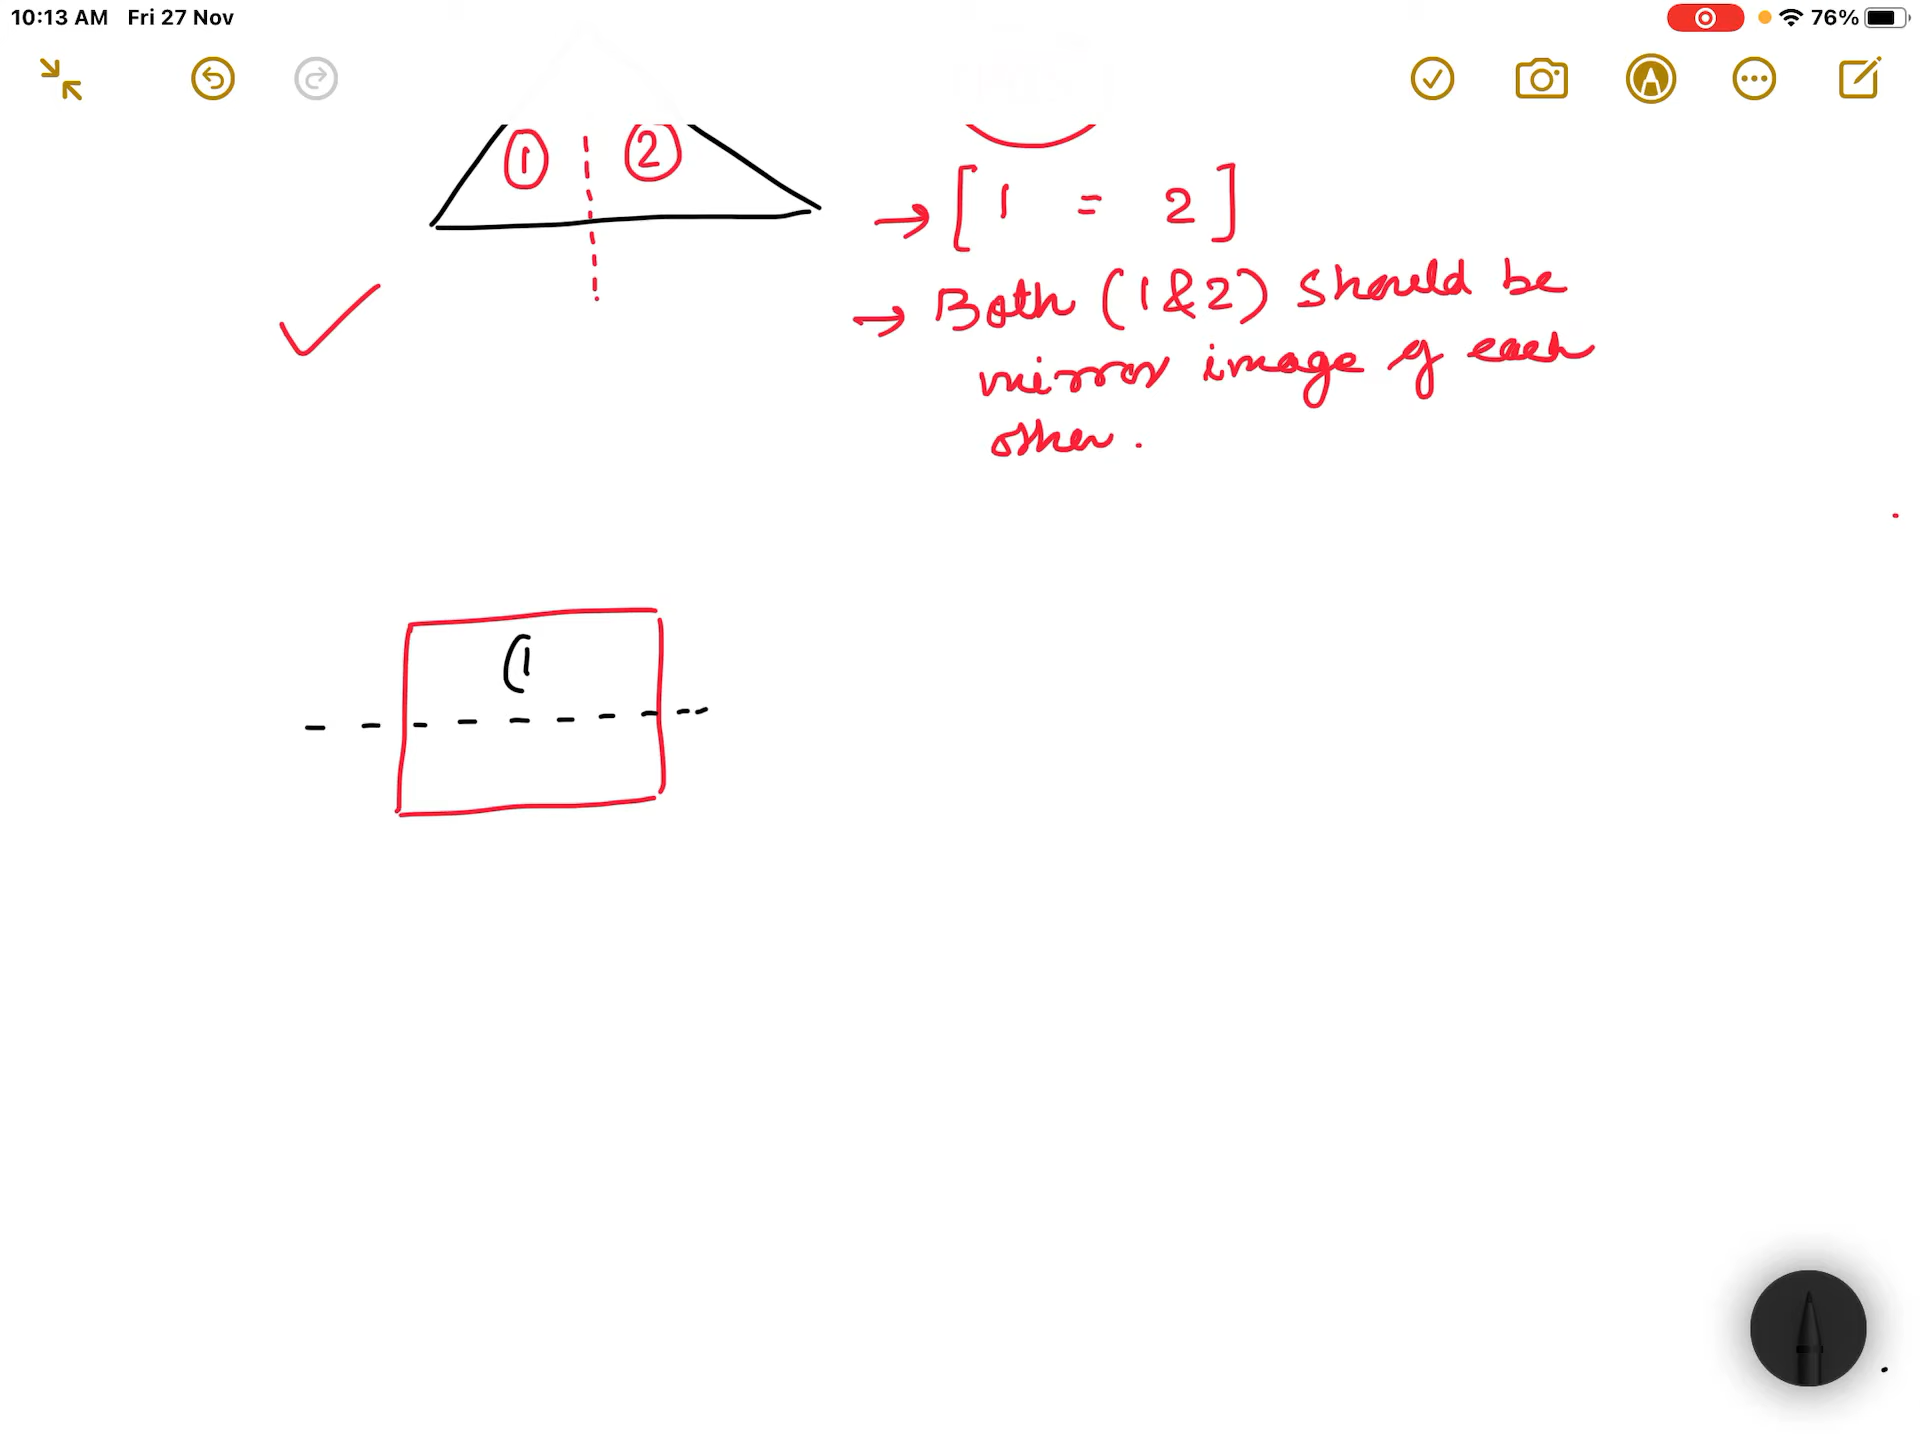 10:13 AM Fri 27 Nov
76%
1 2
→ [ 1 = 2 ]
→ Both (1&2) should be
mirror image of each
other.
(1